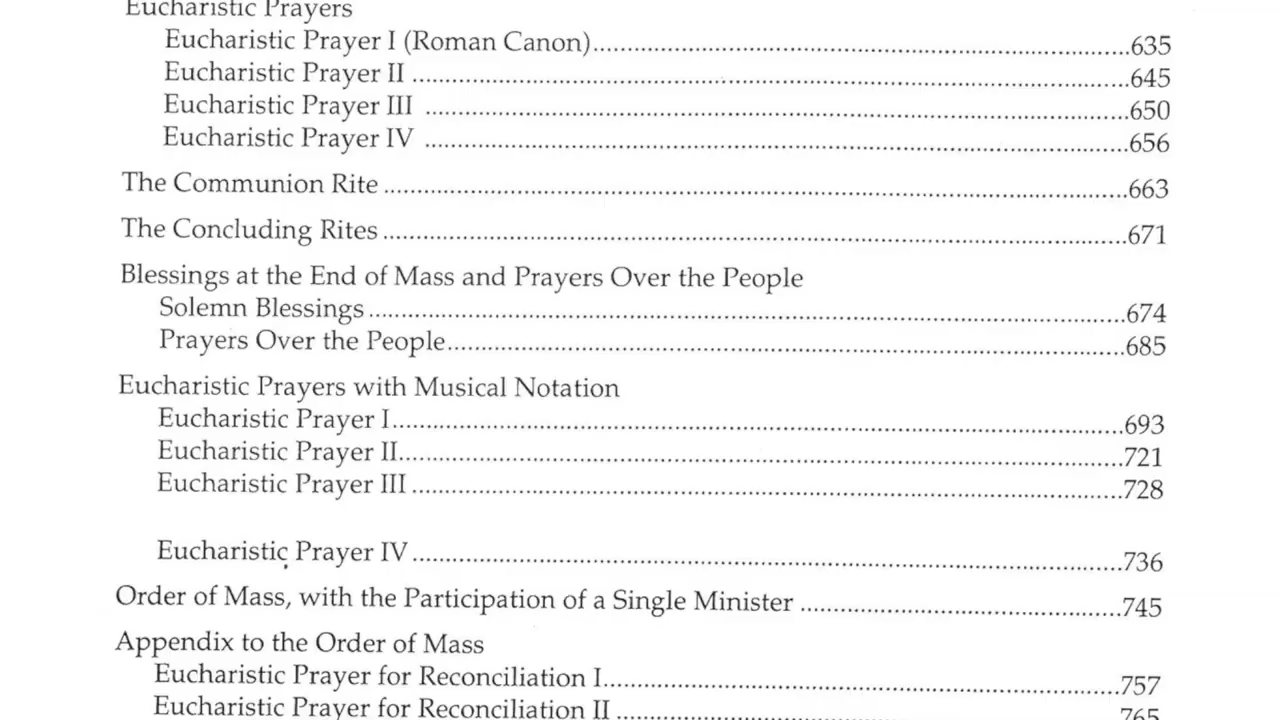 Eucharistic Prayers
Eucharistic Prayer I (Roman Canon)..........635
Eucharistic Prayer II ..........645
Eucharistic Prayer III ..........650
Eucharistic Prayer IV ..........656
The Communion Rite ..........663
The Concluding Rites ..........671
Blessings at the End of Mass and Prayers Over the People
Solemn Blessings ..........674
Prayers Over the People..........685
Eucharistic Prayers with Musical Notation
Eucharistic Prayer I..........693
Eucharistic Prayer II..........721
Eucharistic Prayer III ..........728
Eucharistic Prayer IV ..........736
Order of Mass, with the Participation of a Single Minister ..........745
Appendix to the Order of Mass
Eucharistic Prayer for Reconciliation I..........757
Eucharistic Prayer for Reconciliation II ..........765